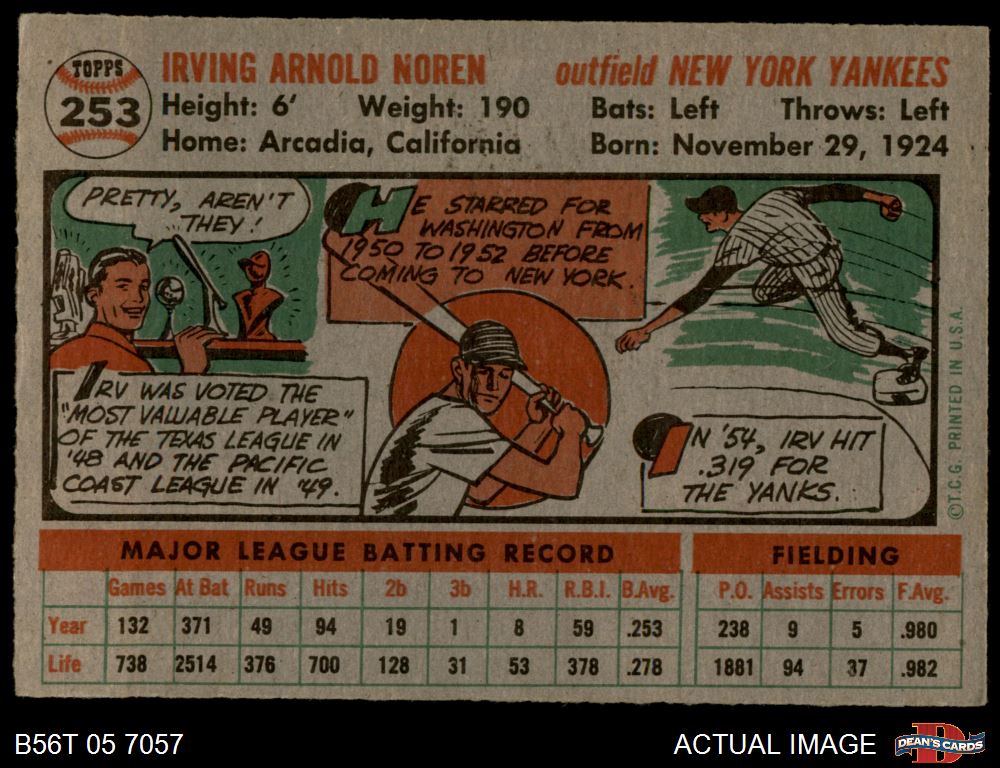 TOPPS
253
IRVING ARNOLD NOREN outfield NEW YORK YANKEES
Height: 6' Weight: 190 Bats: Left Throws: Left
Home: Arcadia, California Born: November 29, 1924
PRETTY, AREN'T
THEY!
IRV WAS VOTED THE
"MOST VALUABLE PLAYER"
OF THE TEXAS LEAGUE IN
'48 AND THE PACIFIC
COAST LEAGUE IN '49.
HE STARRED FOR
WASHINGTON FROM
1950 TO 1952 BEFORE
COMING TO NEW YORK.
IN '54, IRV HIT
.319 FOR
THE YANKS.
©T.C.G. PRINTED IN U.S.A.
MAJOR LEAGUE BATTING RECORD FIELDING
Games At Bat Runs Hits 2b 3b H.R. R.B.I. B.Avg. P.O. Assists Errors F.Avg.
Year 132 371 49 94 19 1 8 59 .253 238 9 5 .980
Life 738 2514 376 700 128 31 53 378 .278 1881 94 37 .982
B56T 05 7057 ACTUAL IMAGE DEAN'S CARDS